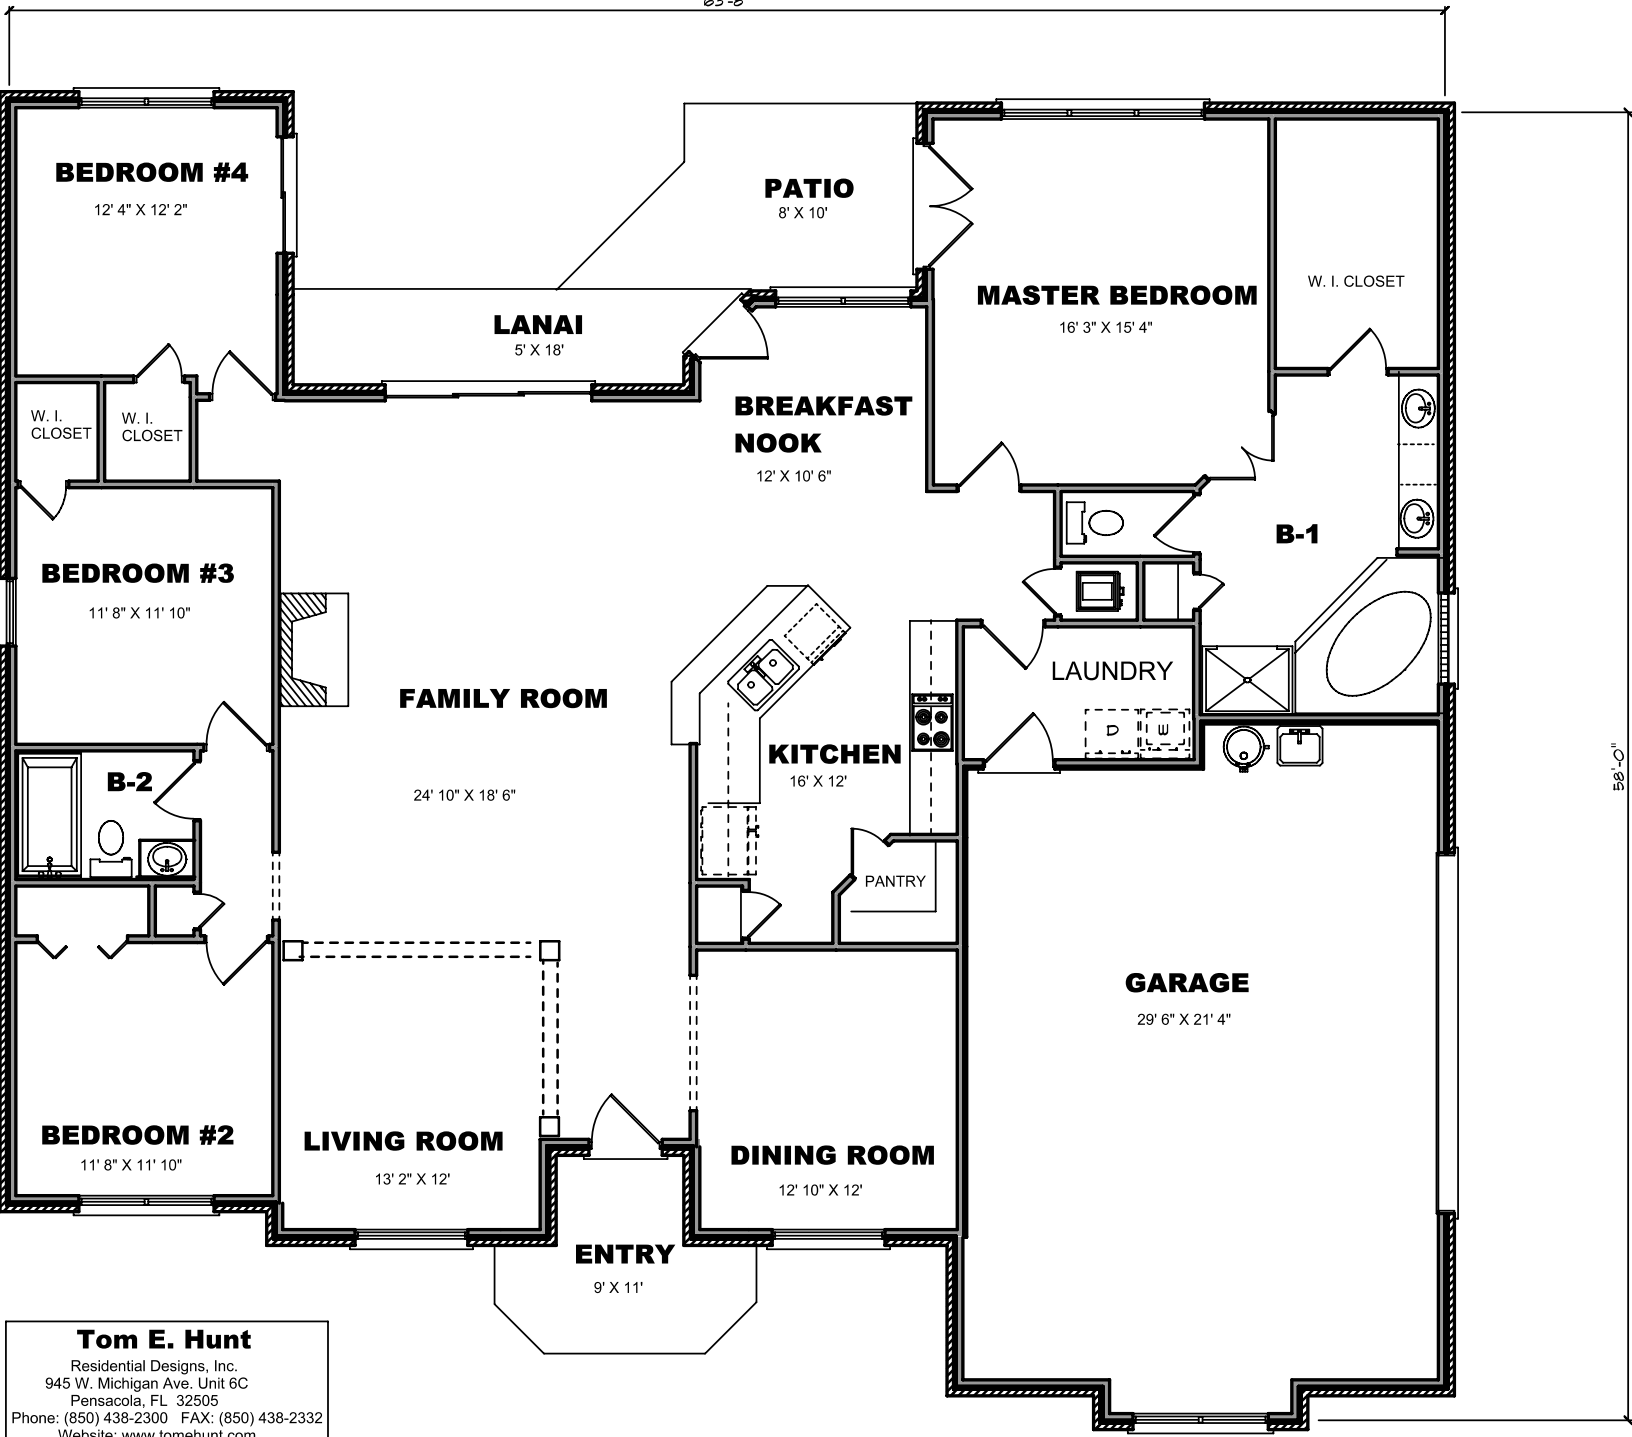 BEDROOM #4
12' 4" X 12' 2"
PATIO
8' X 10'
MASTER BEDROOM
16' 3" X 15' 4"
W. I. CLOSET
LANAI
5' X 18'
W. I.
CLOSET
W. I.
CLOSET
BREAKFAST
NOOK
12' X 10' 6"
B-1
BEDROOM #3
11' 8" X 11' 10"
FAMILY ROOM
24' 10" X 18' 6"
LAUNDRY
D
W
KITCHEN
16' X 12'
58'-0"
B-2
PANTRY
GARAGE
29' 6" X 21' 4"
BEDROOM #2
11' 8" X 11' 10"
LIVING ROOM
13' 2" X 12'
DINING ROOM
12' 10" X 12'
ENTRY
9' X 11'
Tom E. Hunt
Residential Designs, Inc.
945 W. Michigan Ave. Unit 6C
Pensacola, FL 32505
Phone: (850) 438-2300 FAX: (850) 438-2332
Website: www.tomehunt.com